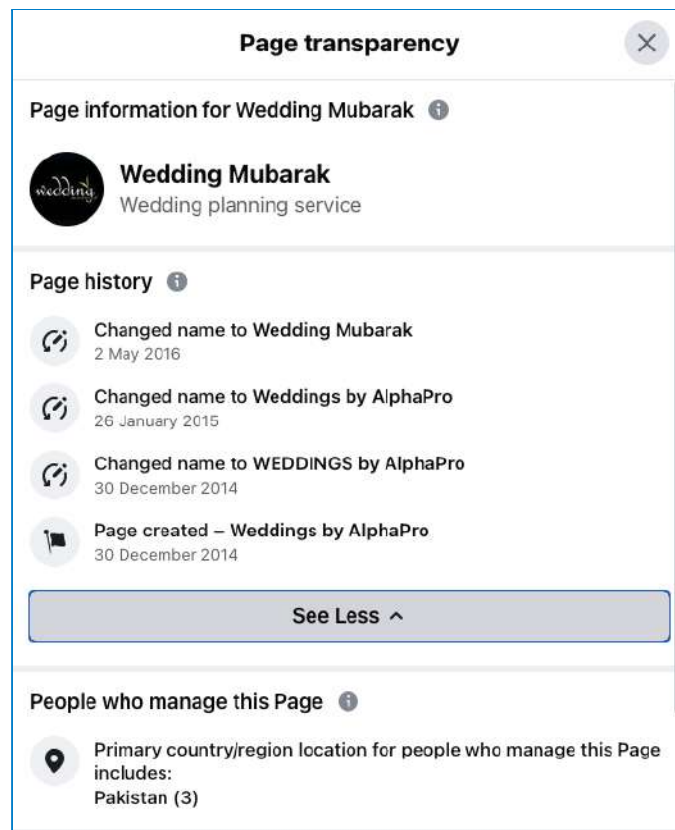 Page transparency
Page information for Wedding Mubarak
wedding
Wedding Mubarak
Wedding planning service
Page history
Changed name to Wedding Mubarak
2 May 2016
Changed name to Weddings by AlphaPro
26 January 2015
Changed name to WEDDINGS by AlphaPro
30 December 2014
Page created – Weddings by AlphaPro
30 December 2014
See Less
People who manage this Page
Primary country/region location for people who manage this Page
includes:
Pakistan (3)